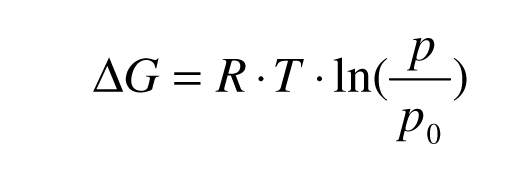 ΔG = R · T · ln(p/p₀)